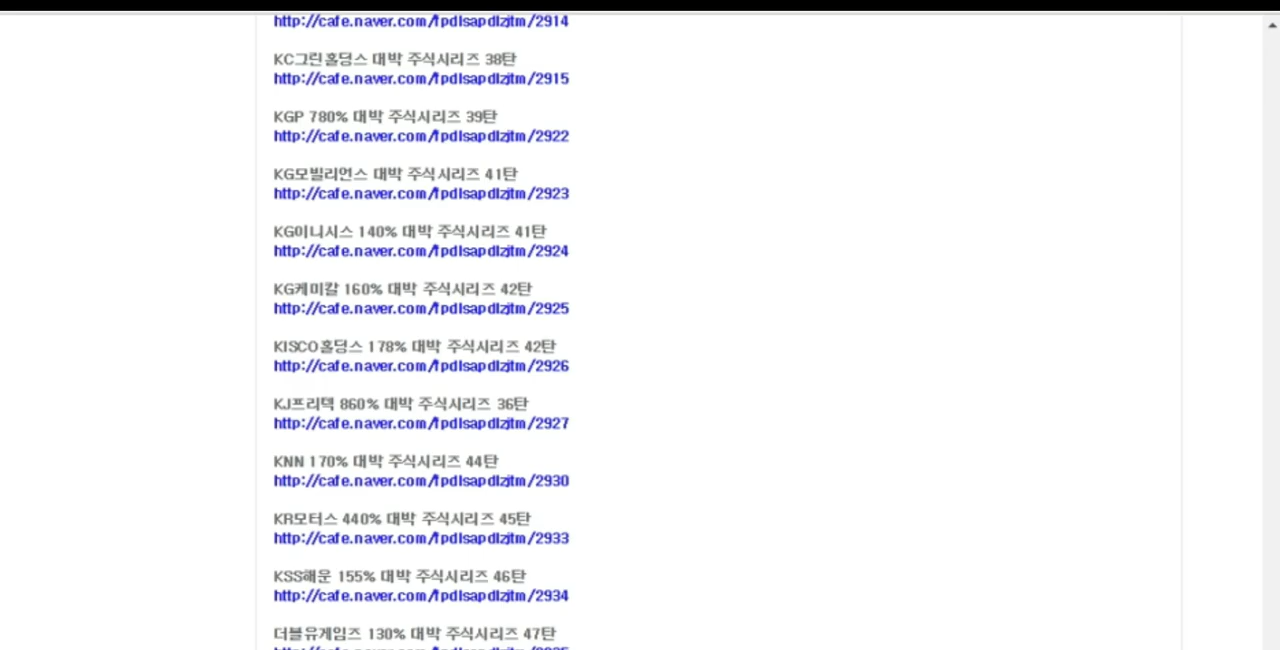 http://cafe.naver.com/fpdlsapdlzjtm/2914
KC그린홀딩스 대박 주식시리즈 38탄
http://cafe.naver.com/fpdlsapdlzjtm/2915
KGP 780% 대박 주식시리즈 39탄
http://cafe.naver.com/fpdlsapdlzjtm/2922
KG모빌리언스 대박 주식시리즈 41탄
http://cafe.naver.com/fpdlsapdlzjtm/2923
KG이니시스 140% 대박 주식시리즈 41탄
http://cafe.naver.com/fpdlsapdlzjtm/2924
KG케미칼 160% 대박 주식시리즈 42탄
http://cafe.naver.com/fpdlsapdlzjtm/2925
KISCO홀딩스 178% 대박 주식시리즈 42탄
http://cafe.naver.com/fpdlsapdlzjtm/2926
KJ프리텍 860% 대박 주식시리즈 36탄
http://cafe.naver.com/fpdlsapdlzjtm/2927
KNN 170% 대박 주식시리즈 44탄
http://cafe.naver.com/fpdlsapdlzjtm/2930
KR모터스 440% 대박 주식시리즈 45탄
http://cafe.naver.com/fpdlsapdlzjtm/2933
KSS해운 155% 대박 주식시리즈 46탄
http://cafe.naver.com/fpdlsapdlzjtm/2934
더블유게임즈 130% 대박 주식시리즈 47탄